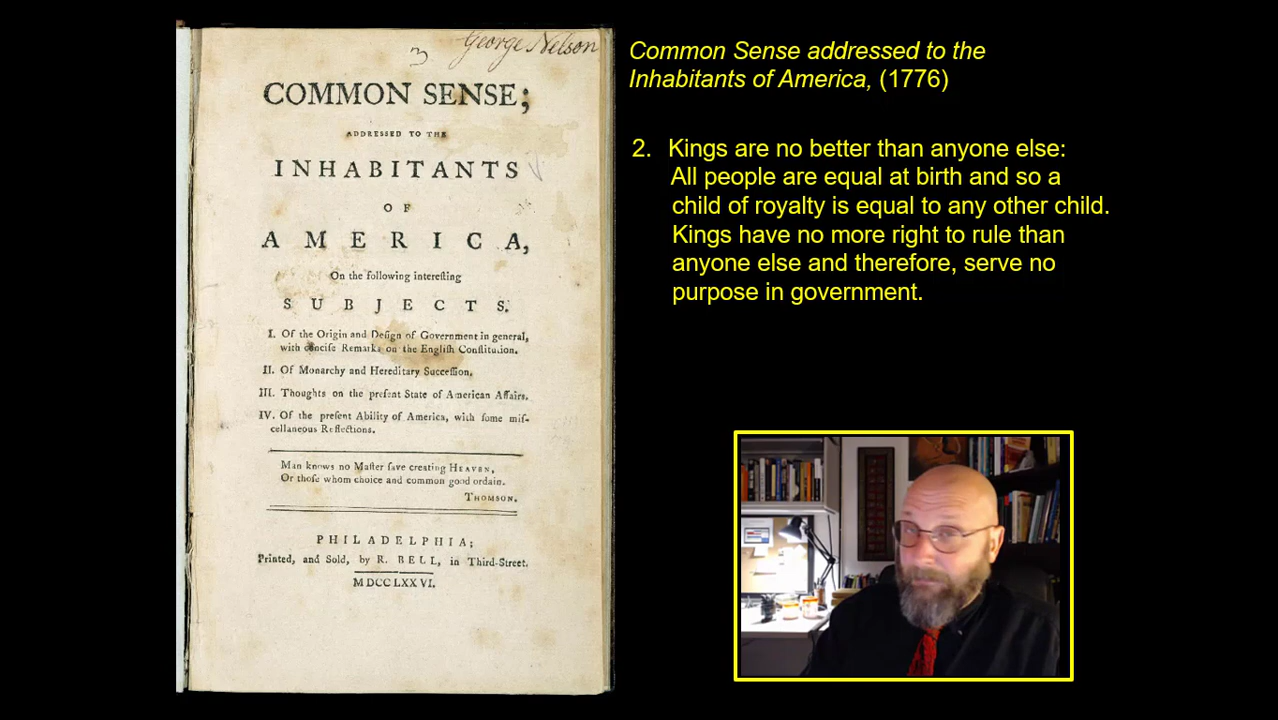 George Nelson
COMMON SENSE;
ADDRESSED TO THE
INHABITANTS
OF
AMERICA,
On the following intereſting
SUBJECTS.
I. Of the Origin and Deſign of Government in general,
with conciſe Remarks on the Engliſh Conſtitution.
II. Of Monarchy and Hereditary Succeſſion.
III. Thoughts on the preſent State of American Affairs.
IV. Of the preſent Ability of America, with ſome miſ-
cellaneous Reflections.
Man knows no Maſter ſave creating HEAVEN,
Or thoſe whom choice and common good ordain.
THOMSON.
PHILADELPHIA;
Printed, and Sold, by R. BELL, in Third-Street.
MDCCLXXVI.
Common Sense addressed to the
Inhabitants of America, (1776)
2. Kings are no better than anyone else:
All people are equal at birth and so a
child of royalty is equal to any other child.
Kings have no more right to rule than
anyone else and therefore, serve no
purpose in government.